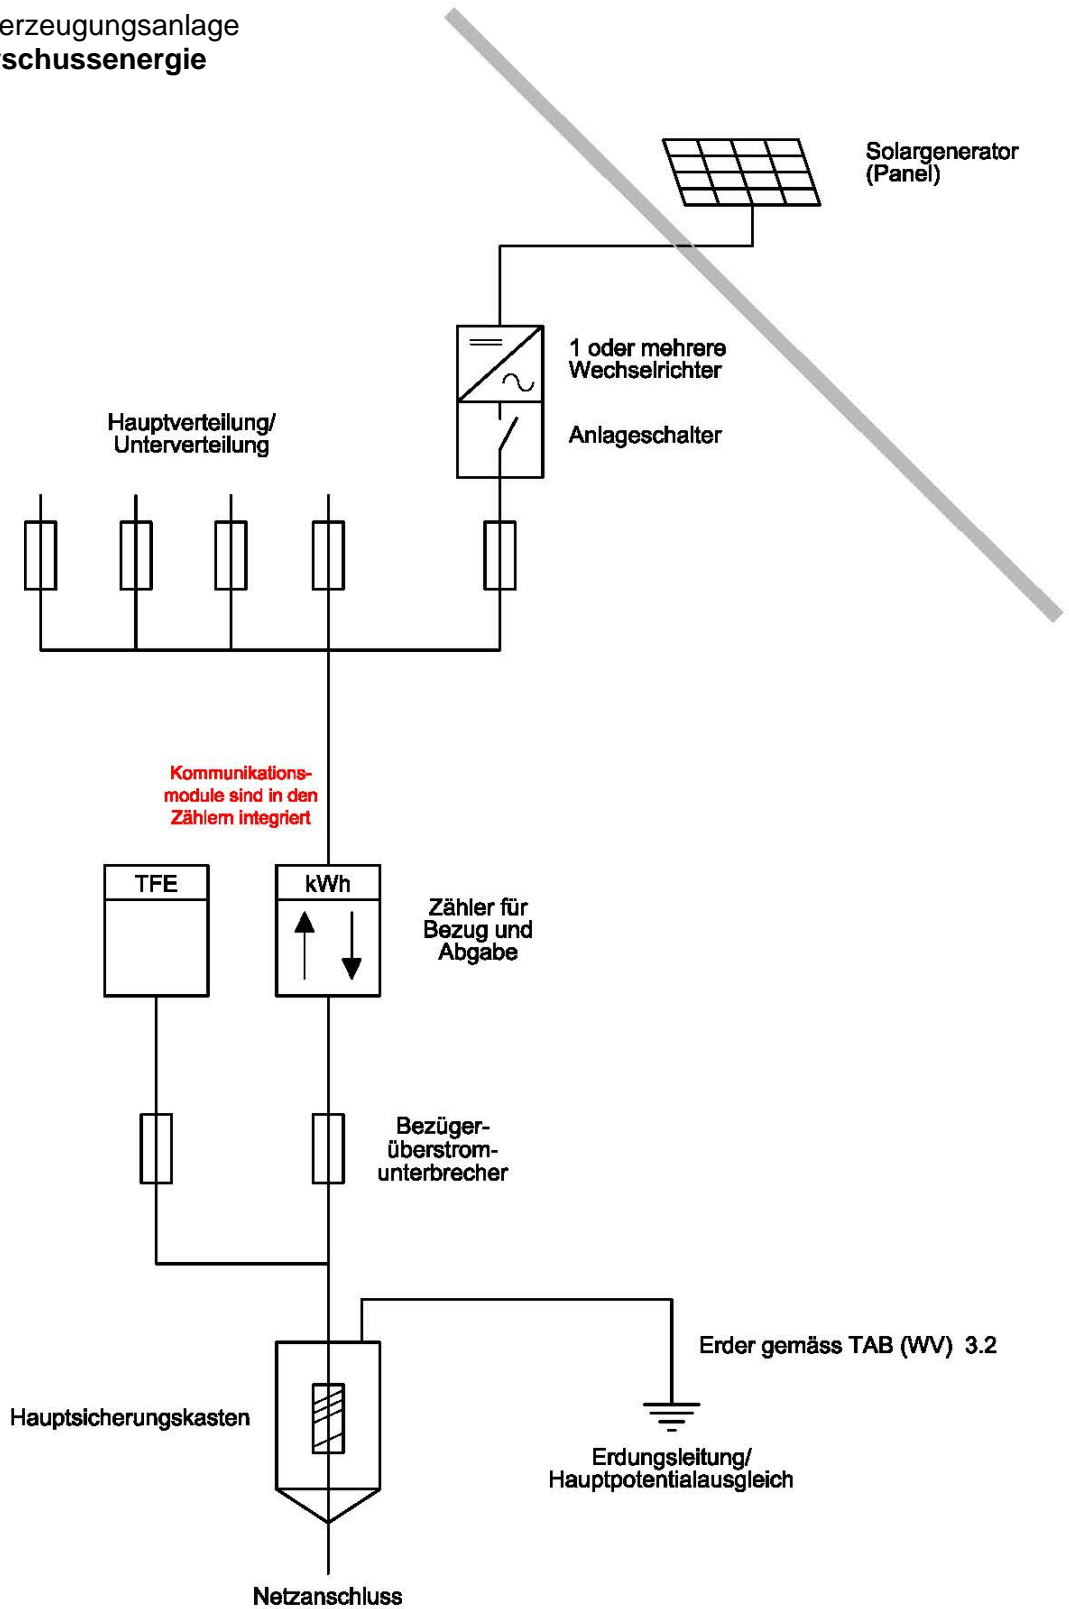 erzeugungsanlage
schussenergie
Solargenerator
(Panel)
1 oder mehrere
Wechselrichter
Anlageschalter
Hauptverteilung/
Unterverteilung
Kommunikations-
module sind in den
Zählern integriert
TFE
kWh
Zähler für
Bezug und
Abgabe
Bezüger-
überstrom-
unterbrecher
Erder gemäss TAB (WV) 3.2
Hauptsicherungskasten
Erdungsleitung/
Hauptpotentialausgleich
Netzanschluss